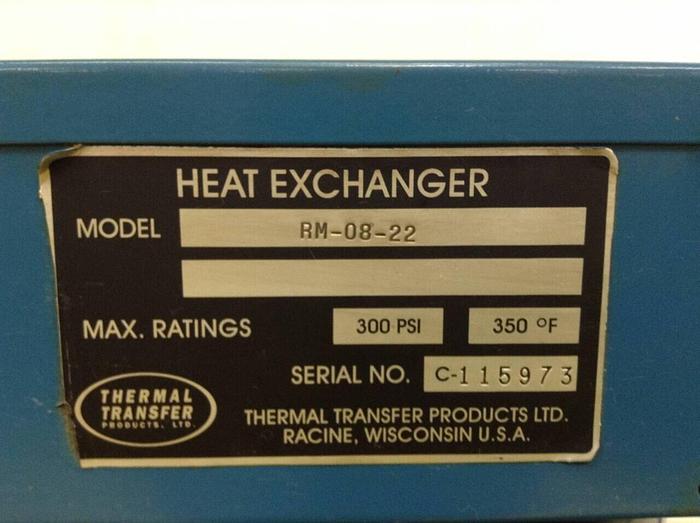 HEAT EXCHANGER
MODEL RM-08-22
MAX. RATINGS 300 PSI 350 °F
SERIAL NO. C-115973
THERMAL
TRANSFER
PRODUCTS, LTD.
THERMAL TRANSFER PRODUCTS LTD.
RACINE, WISCONSIN U.S.A.